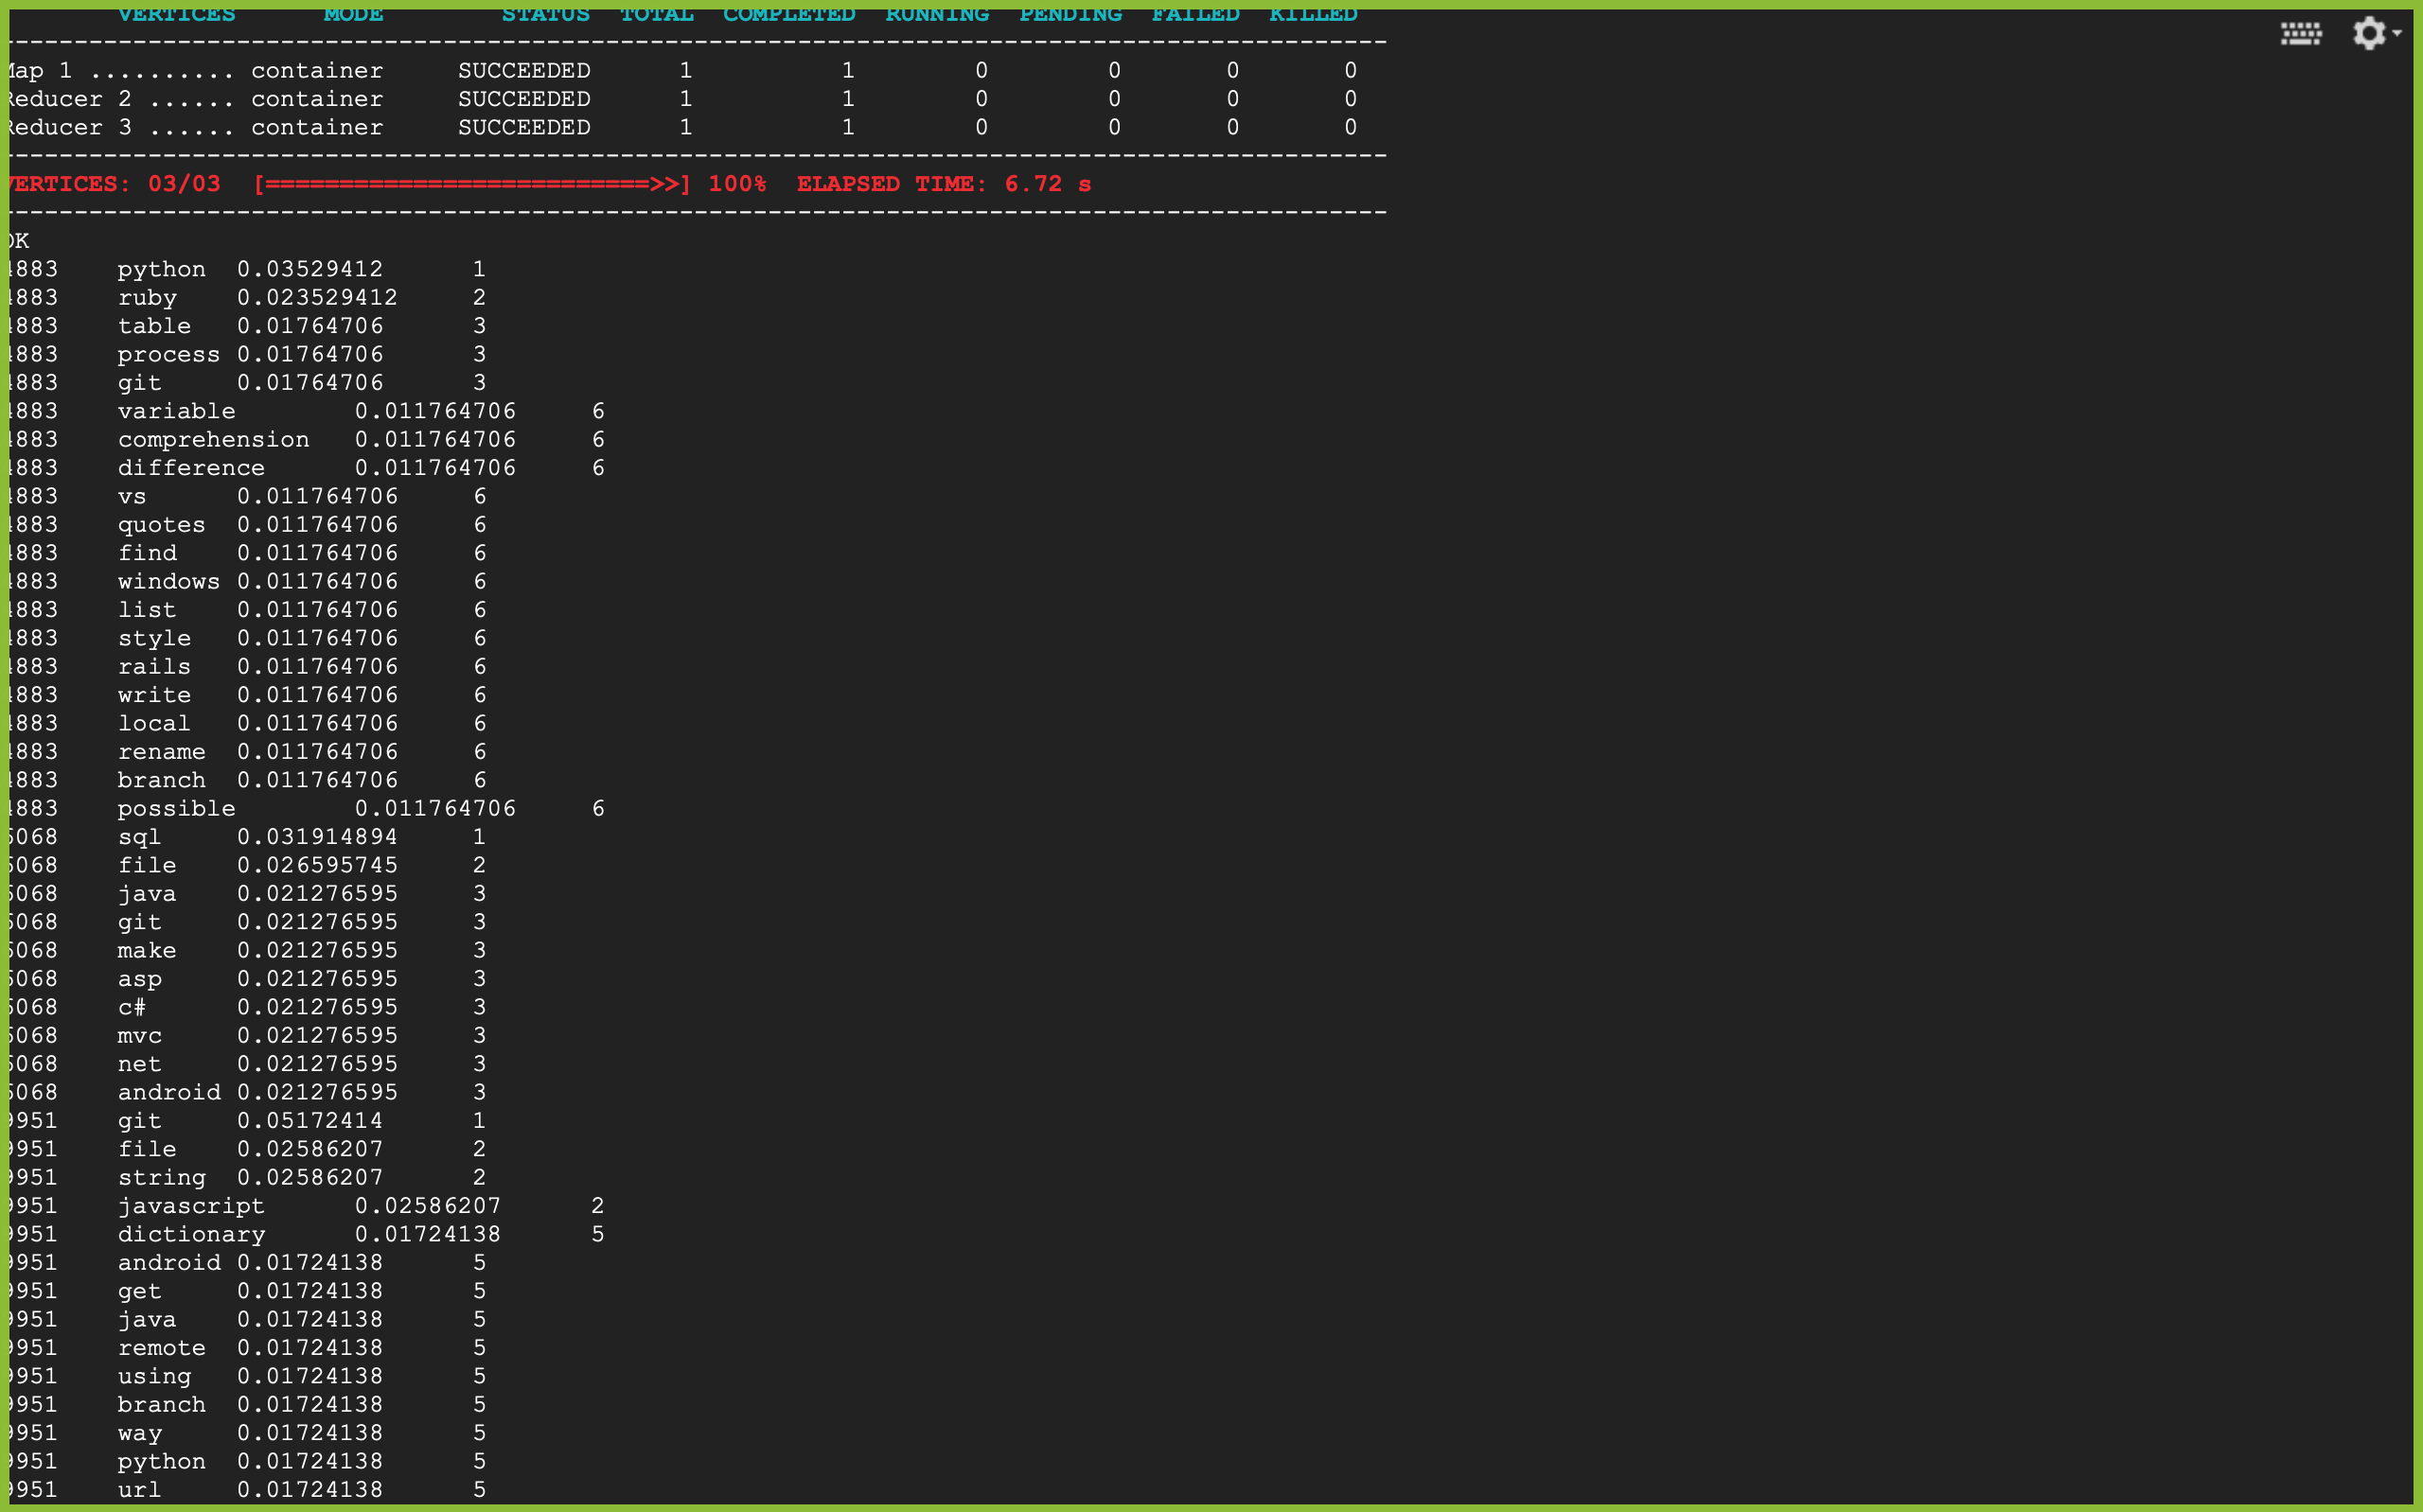 VERTICES MODE STATUS TOTAL COMPLETED RUNNING PENDING FAILED KILLED
--------------------------------------------------------------------------------------------
Map 1 .......... container SUCCEEDED 1 1 0 0 0 0
Reducer 2 ...... container SUCCEEDED 1 1 0 0 0 0
Reducer 3 ...... container SUCCEEDED 1 1 0 0 0 0
--------------------------------------------------------------------------------------------
VERTICES: 03/03 [==========================>>] 100% ELAPSED TIME: 6.72 s
--------------------------------------------------------------------------------------------
OK
4883 python 0.03529412 1
4883 ruby 0.023529412 2
4883 table 0.01764706 3
4883 process 0.01764706 3
4883 git 0.01764706 3
4883 variable 0.011764706 6
4883 comprehension 0.011764706 6
4883 difference 0.011764706 6
4883 vs 0.011764706 6
4883 quotes 0.011764706 6
4883 find 0.011764706 6
4883 windows 0.011764706 6
4883 list 0.011764706 6
4883 style 0.011764706 6
4883 rails 0.011764706 6
4883 write 0.011764706 6
4883 local 0.011764706 6
4883 rename 0.011764706 6
4883 branch 0.011764706 6
4883 possible 0.011764706 6
6068 sql 0.031914894 1
6068 file 0.026595745 2
6068 java 0.021276595 3
6068 git 0.021276595 3
6068 make 0.021276595 3
6068 asp 0.021276595 3
6068 c# 0.021276595 3
6068 mvc 0.021276595 3
6068 net 0.021276595 3
6068 android 0.021276595 3
9951 git 0.05172414 1
9951 file 0.02586207 2
9951 string 0.02586207 2
9951 javascript 0.02586207 2
9951 dictionary 0.01724138 5
9951 android 0.01724138 5
9951 get 0.01724138 5
9951 java 0.01724138 5
9951 remote 0.01724138 5
9951 using 0.01724138 5
9951 branch 0.01724138 5
9951 way 0.01724138 5
9951 python 0.01724138 5
9951 url 0.01724138 5